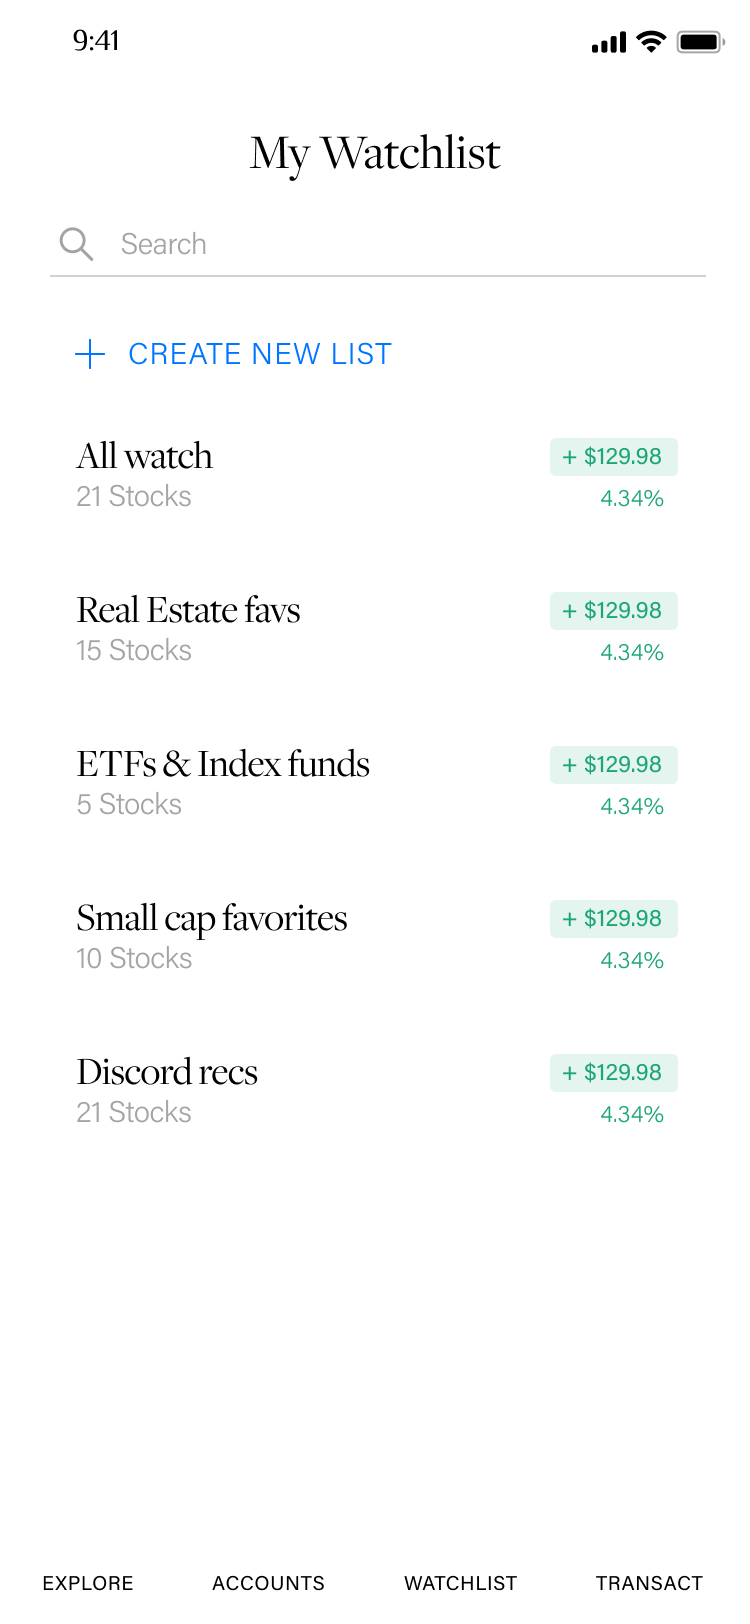 9:41
My Watchlist
Search
CREATE NEW LIST
All watch
+ $129.98
21 Stocks
4.34%
Real Estate favs
+ $129.98
15 Stocks
4.34%
ETFs & Index funds
+ $129.98
5 Stocks
4.34%
Small cap favorites
+ $129.98
10 Stocks
4.34%
Discord recs
+ $129.98
21 Stocks
4.34%
EXPLORE ACCOUNTS WATCHLIST TRANSACT